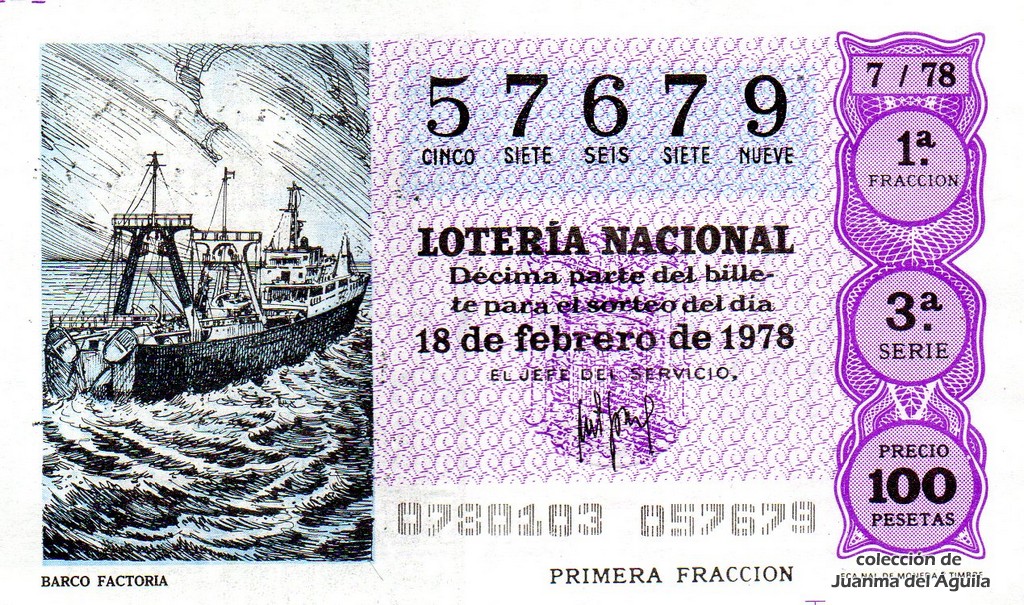 57679
CINCO SIETE SEIS SIETE NUEVE
LOTERÍA NACIONAL
Décima parte del bille-
te para el sorteo del día
18 de febrero de 1978
EL JEFE DEL SERVICIO,
0780103 057679
PRIMERA FRACCION
BARCO FACTORIA
7 / 78
1ª.
FRACCION
3ª.
SERIE
PRECIO
100
PESETAS
colección de
Juanma del Aguila